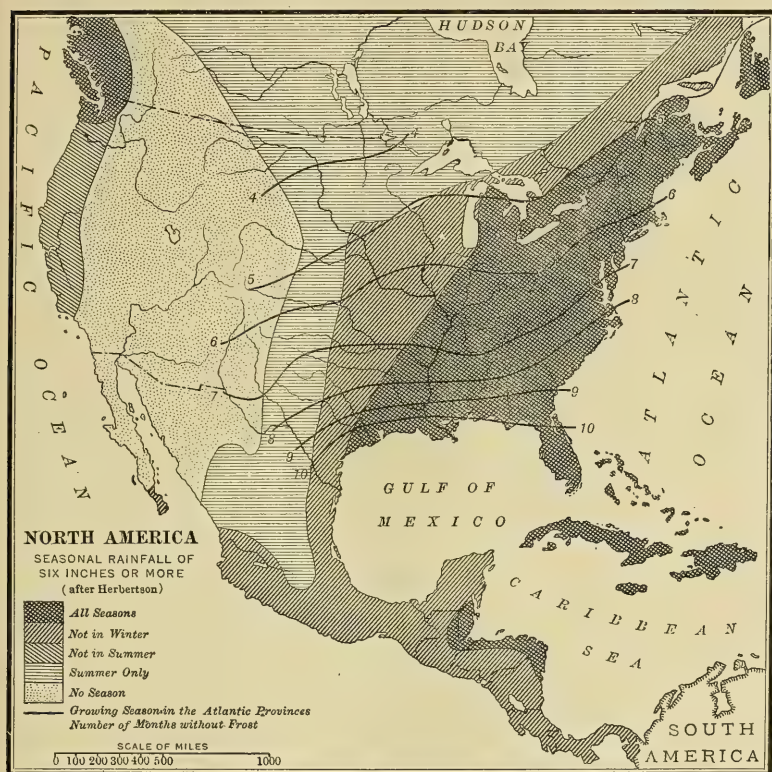 HUDSON
BAY
PACIFIC OCEAN
ATLANTIC OCEAN
4
4
5
6
7
8
9
10
6
7
8
9
10
GULF OF
MEXICO
CARIBBEAN
SEA
SOUTH
AMERICA
NORTH AMERICA
SEASONAL RAINFALL OF
SIX INCHES OR MORE
(after Herbertson)
All Seasons
Not in Winter
Not in Summer
Summer Only
No Season
Growing Season in the Atlantic Provinces
Number of Months without Frost
SCALE OF MILES
0 100 200 300 400 500 1000